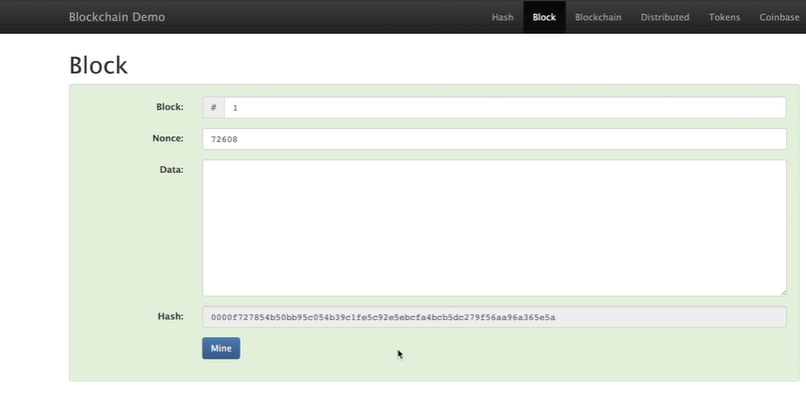 Blockchain Demo Hash Block Blockchain Distributed Tokens Coinbase
Block
Block: # 1
Nonce: 72608
Data:
Hash: 0000f727854b50bb95c054b39c1fe5c92e5ebcfa4bcb5dc279f56aa96a365e5a
Mine